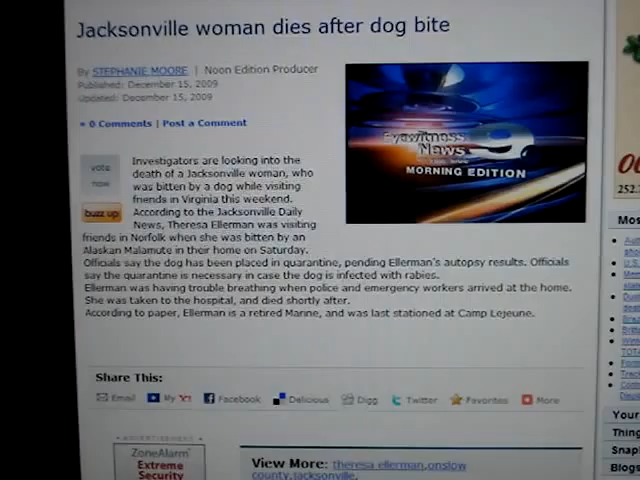 Jacksonville woman dies after dog bite
By STEPHANIE MOORE | Noon Edition Producer
Published: December 15, 2009
Updated: December 15, 2009
» 0 Comments | Post a Comment
Eyewitness
News
MORNING EDITION
vote
now
buzz up!
Investigators are looking into the
death of a Jacksonville woman, who
was bitten by a dog while visiting
friends in Virginia this weekend.
According to the Jacksonville Daily
News, Theresa Ellerman was visiting
friends in Norfolk when she was bitten by an
Alaskan Malamute in their home on Saturday.
Officials say the dog has been placed in quarantine, pending Ellerman's autopsy results. Officials
say the quarantine is necessary in case the dog is infected with rabies.
Ellerman was having trouble breathing when police and emergency workers arrived at the home.
She was taken to the hospital, and died shortly after.
According to paper, Ellerman is a retired Marine, and was last stationed at Camp Lejeune.
Share This:
Email
My Y!
Facebook
Delicious
Digg
Twitter
Favorites
More
ADVERTISEMENT
ZoneAlarm
Extreme
Security
View More: theresa ellerman,onslow
county,jacksonville,
252.
Mos
U.S.
TOT
Your
Thing
Snap
Blogs